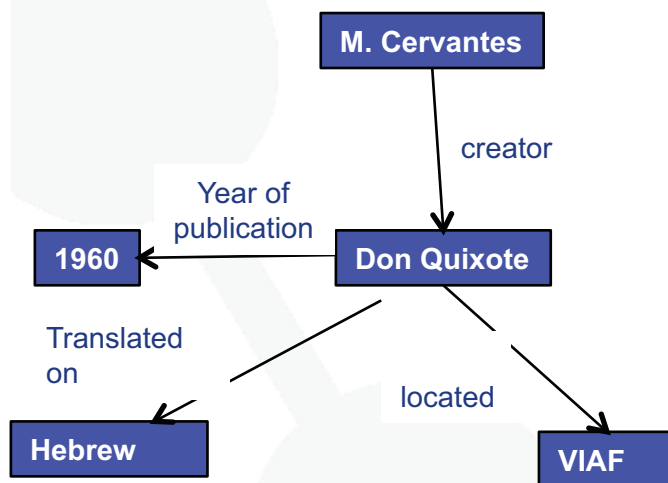 M. Cervantes
creator
Year of
publication
1960
Don Quixote
Translated
on
located
Hebrew
VIAF